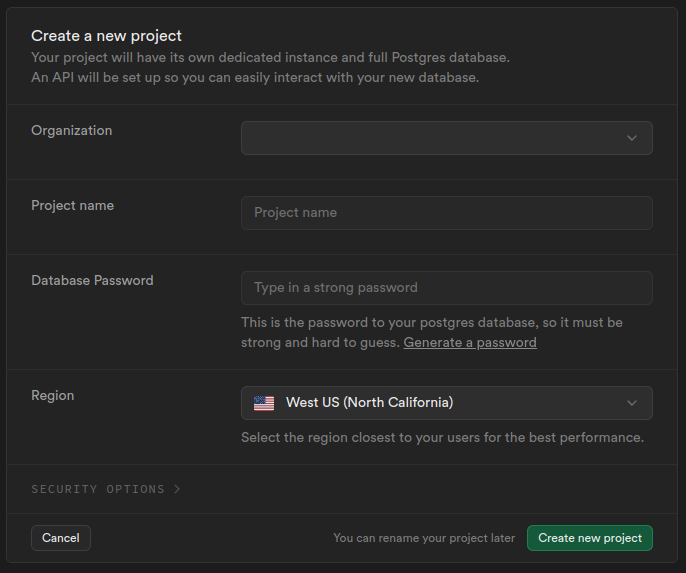 Create a new project
Your project will have its own dedicated instance and full Postgres database.
An API will be set up so you can easily interact with your new database.
Organization
Project name
Project name
Database Password
Type in a strong password
This is the password to your postgres database, so it must be
strong and hard to guess. Generate a password
Region
West US (North California)
Select the region closest to your users for the best performance.
SECURITY OPTIONS
Cancel
You can rename your project later
Create new project